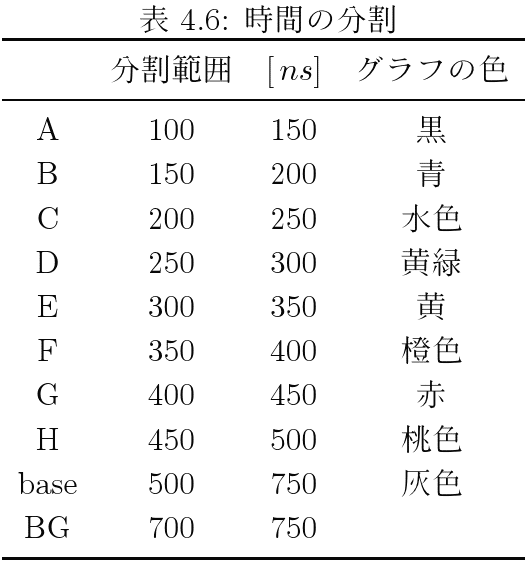 表 4.6: 時間の分割
分割範囲 [ns] グラフの色
A 100 150 黒
B 150 200 青
C 200 250 水色
D 250 300 黄緑
E 300 350 黄
F 350 400 橙色
G 400 450 赤
H 450 500 桃色
base 500 750 灰色
BG 700 750